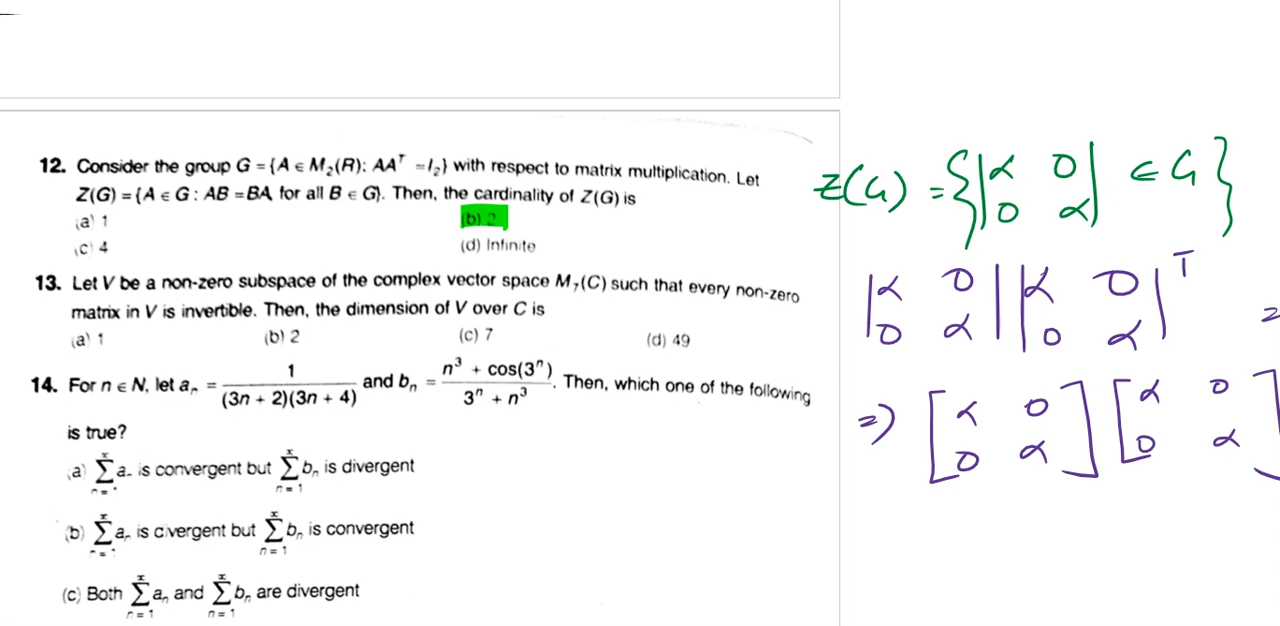 12. Consider the group G = {A ∈ M₂(R): AAᵀ = I₂} with respect to matrix multiplication. Let
Z(G) = {A ∈ G : AB = BA, for all B ∈ G}. Then, the cardinality of Z(G) is
(a) 1 (b) 2
(c) 4 (d) Infinite
13. Let V be a non-zero subspace of the complex vector space M₇(C) such that every non-zero
matrix in V is invertible. Then, the dimension of V over C is
(a) 1 (b) 2 (c) 7 (d) 49
14. For n ∈ N, let aₙ = 1 / (3n + 2)(3n + 4) and bₙ = n³ + cos(3ⁿ) / 3ⁿ + n³. Then, which one of the following
is true?
(a) ∑ aₙ is convergent but ∑ n = 1 bₙ is divergent
(b) ∑ aₙ is divergent but ∑ n = 1 bₙ is convergent
(c) Both ∑ n = 1 aₙ and ∑ n = 1 bₙ are divergent
Z(G) = { | α 0
0 α | ∈ G }
| α 0
0 α | | α 0
0 α |ᵀ =
⇒ [ α 0
0 α ] [ α 0
0 α ]